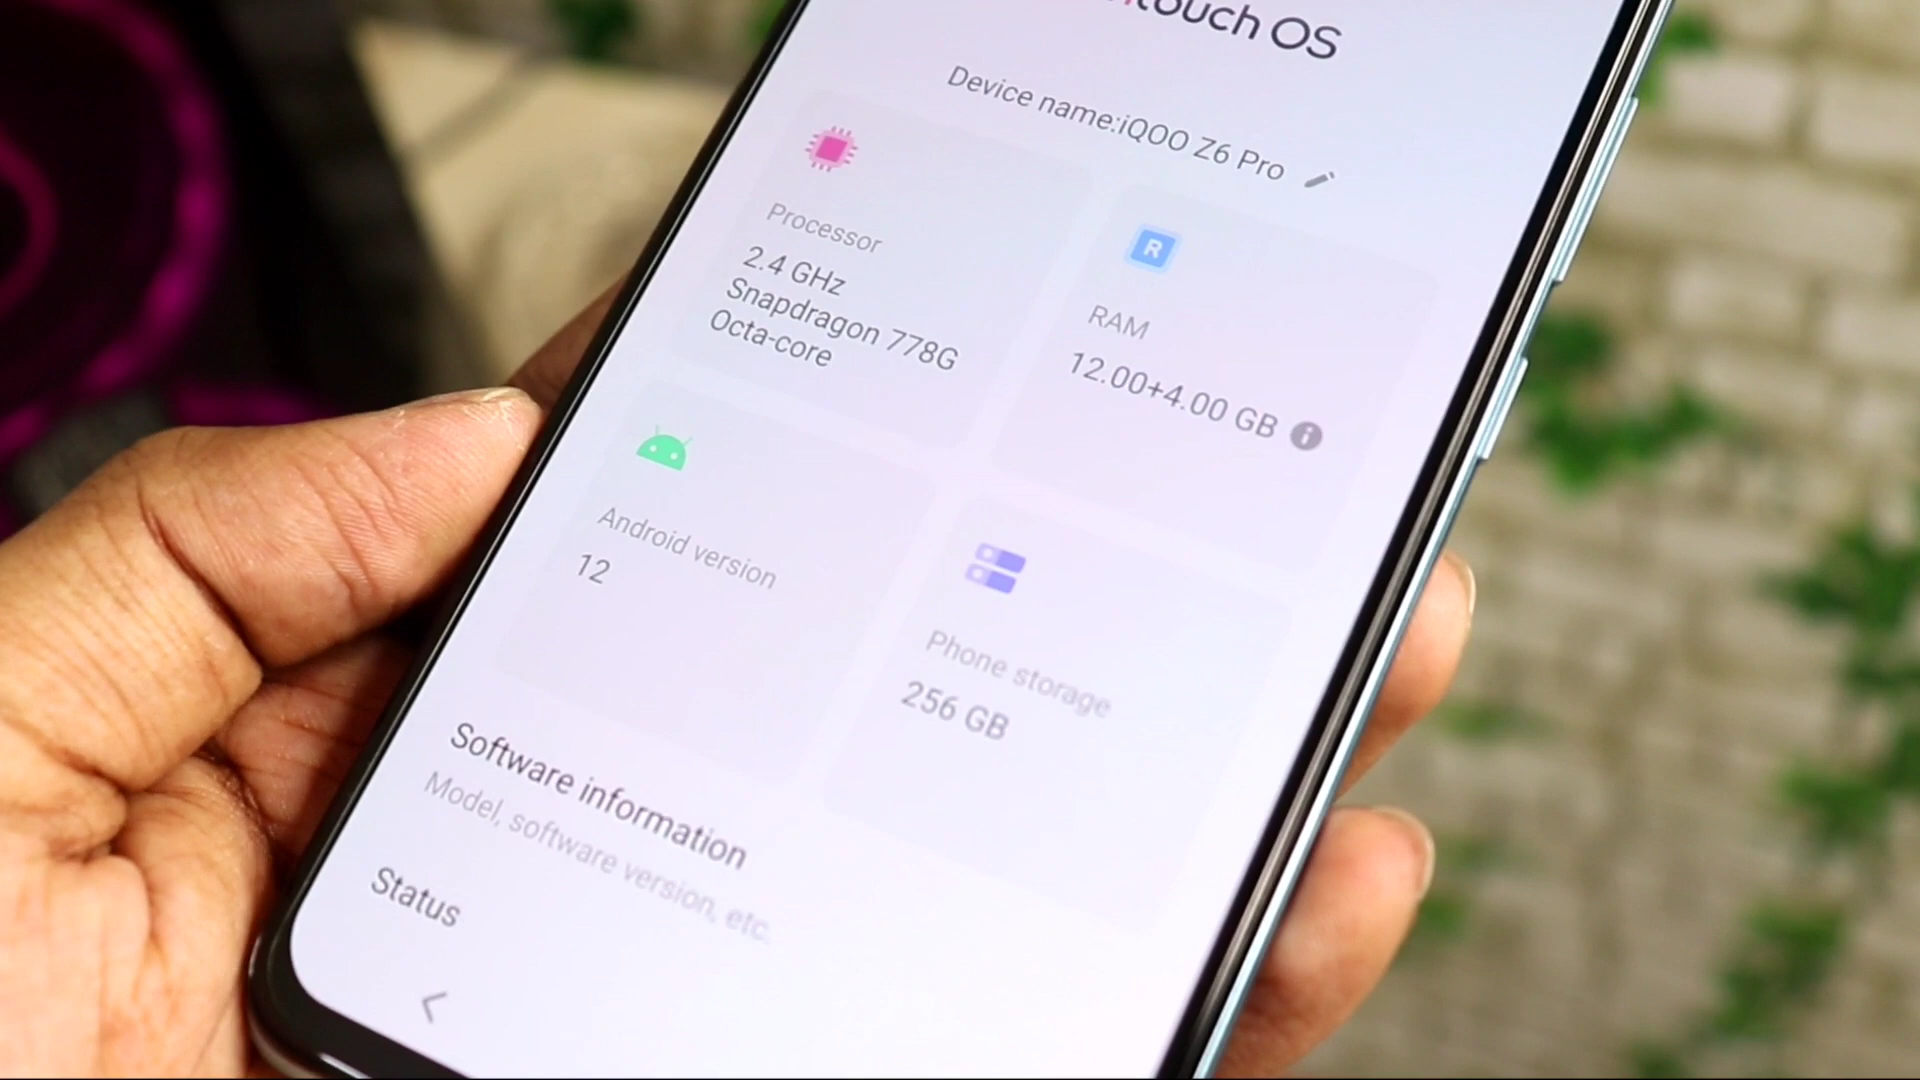 touch OS
Device name:iQOO Z6 Pro
Processor
2.4 GHz
Snapdragon 778G
Octa-core
R
RAM
12.00+4.00 GB
Android version
12
Phone storage
256 GB
Software information
Model, software version, etc.
Status